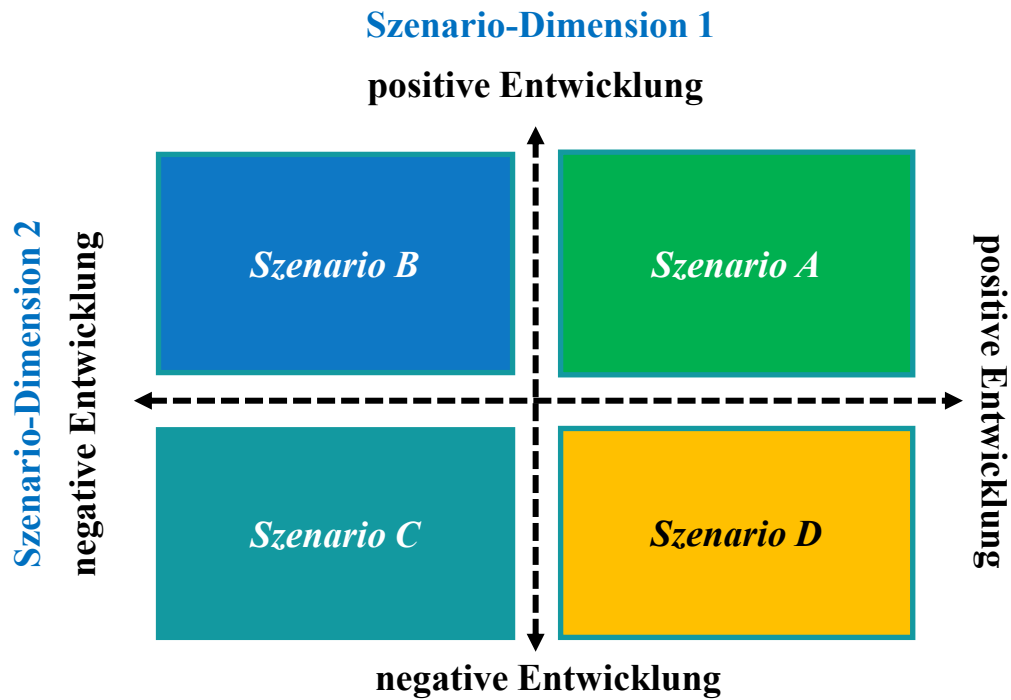 Szenario-Dimension 1
positive Entwicklung
Szenario-Dimension 2
negative Entwicklung
Szenario B
Szenario A
positive Entwicklung
Szenario C
Szenario D
negative Entwicklung